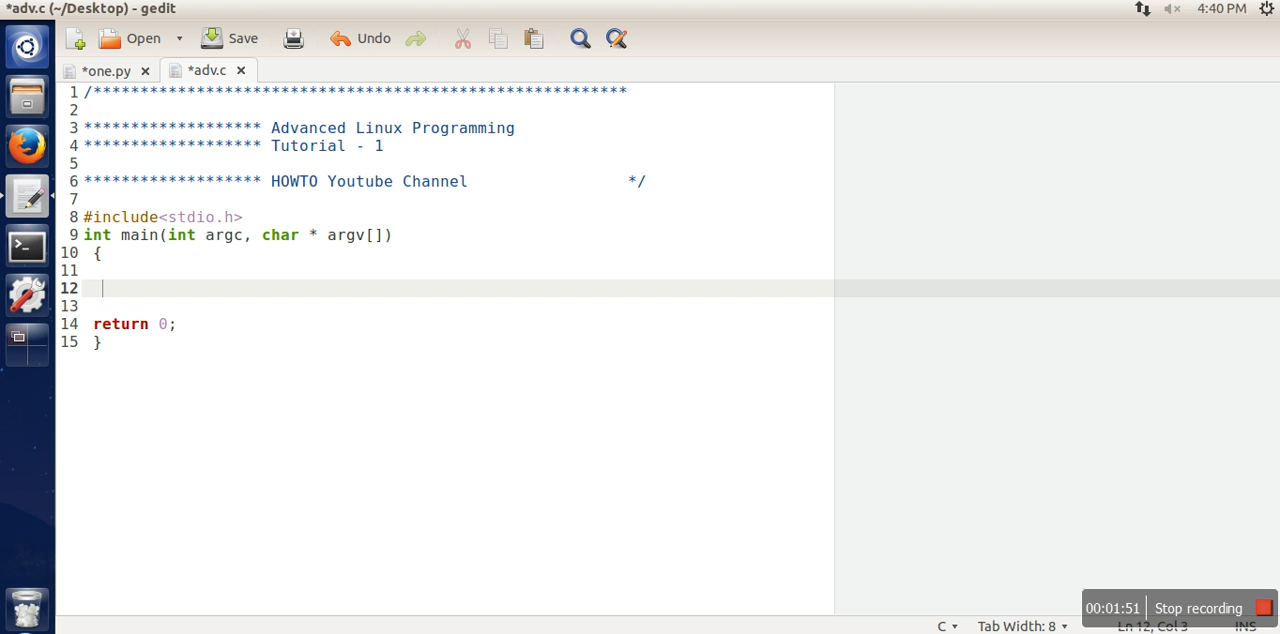 *adv.c (~/Desktop) - gedit 4:40 PM
Open Save Undo
*one.py × *adv.c ×
1 /*********************************************************
2
3 ******************* Advanced Linux Programming
4 ******************* Tutorial - 1
5
6 ******************* HOWTO Youtube Channel */
7
8 #include<stdio.h>
9 int main(int argc, char * argv[])
10 {
11
12
13
14 return 0;
15 }
00:01:51 Stop recording
C Tab Width: 8 Ln 12, Col 3 INS